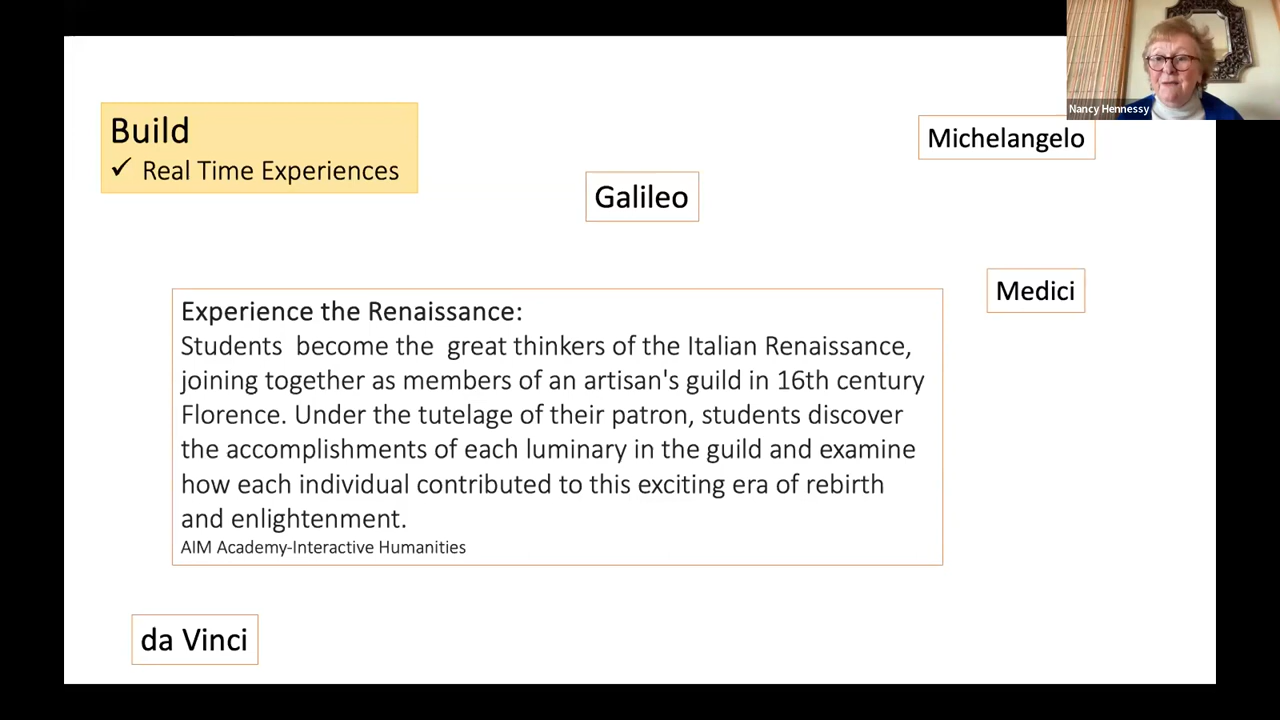 Build
✓ Real Time Experiences
Nancy Hennessy
Michelangelo
Galileo
Medici
Experience the Renaissance:
Students become the great thinkers of the Italian Renaissance,
joining together as members of an artisan's guild in 16th century
Florence. Under the tutelage of their patron, students discover
the accomplishments of each luminary in the guild and examine
how each individual contributed to this exciting era of rebirth
and enlightenment.
AIM Academy-Interactive Humanities
da Vinci